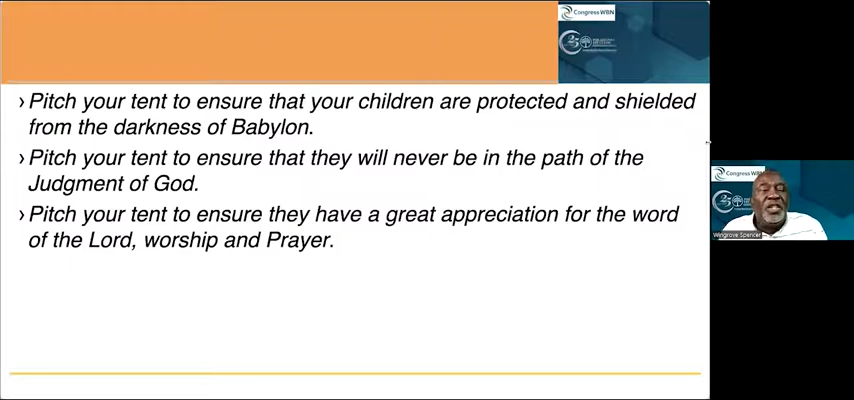 Congress WBN
25
› Pitch your tent to ensure that your children are protected and shielded
from the darkness of Babylon.
› Pitch your tent to ensure that they will never be in the path of the
Judgment of God.
› Pitch your tent to ensure they have a great appreciation for the word
of the Lord, worship and Prayer.
Congress WBN
25
Wingrove Spencer